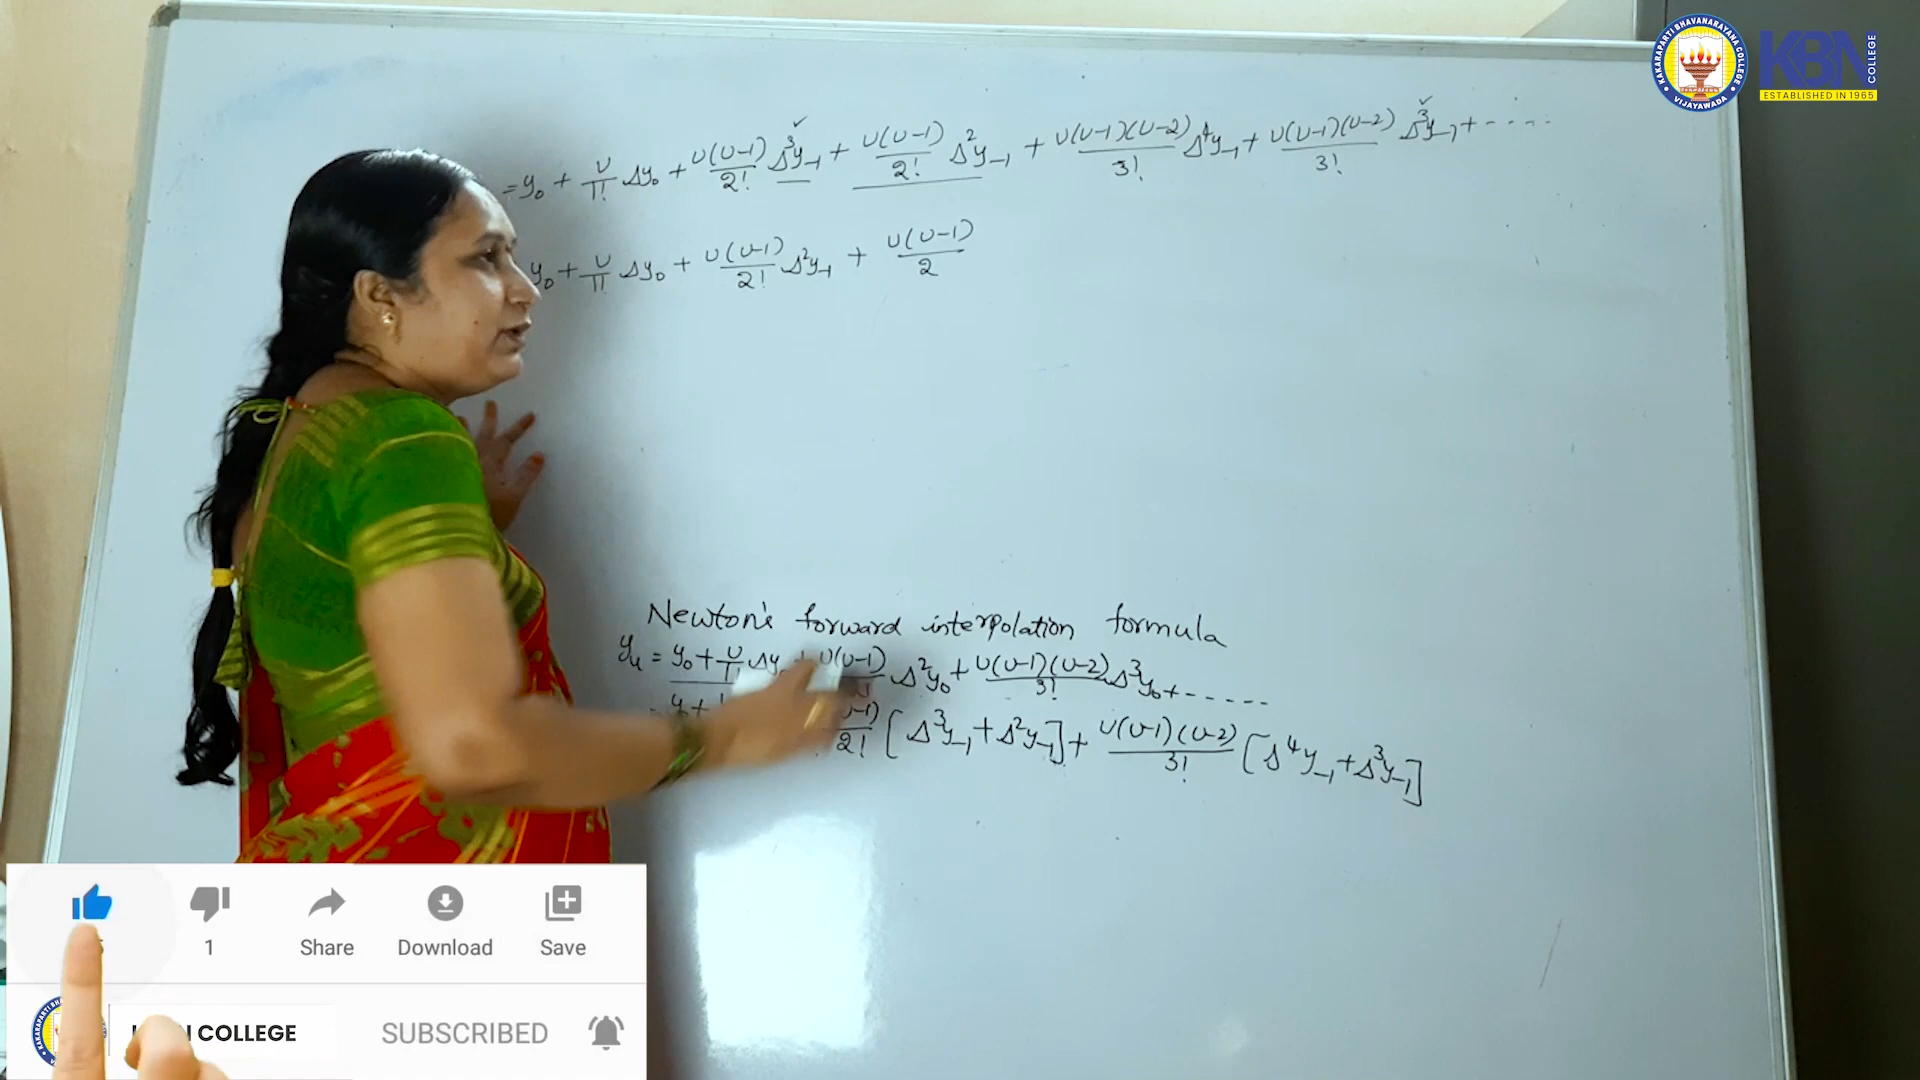 = y₀ + U/1! Δy₀ + U(U-1)/2! Δ³y₋₁ + U(U-1)/2! Δ²y₋₁ + U(U-1)(U-2)/3! Δ⁴y₋₁ + U(U-1)(U-2)/3! Δ³y₋₁ + - - - -
y₀ + U/1! Δy₀ + U(U-1)/2! Δ²y₋₁ + U(U-1)/2
Newton's forward interpolation formula
yᵤ = y₀ + U/1! Δy + U(U-1) Δ²y₀ + U(U-1)(U-2)/3! Δ³y₀ + - - - - -
2! [Δ³y₋₁ + Δ²y₋₁] + U(U-1)(U-2)/3! [Δ⁴y₋₁ + Δ³y₋₁]
KAKARAPARTI BHAVANARAYANA COLLEGE
VIJAYAWADA
KBN COLLEGE
ESTABLISHED IN 1965
1 Share Download Save
COLLEGE SUBSCRIBED